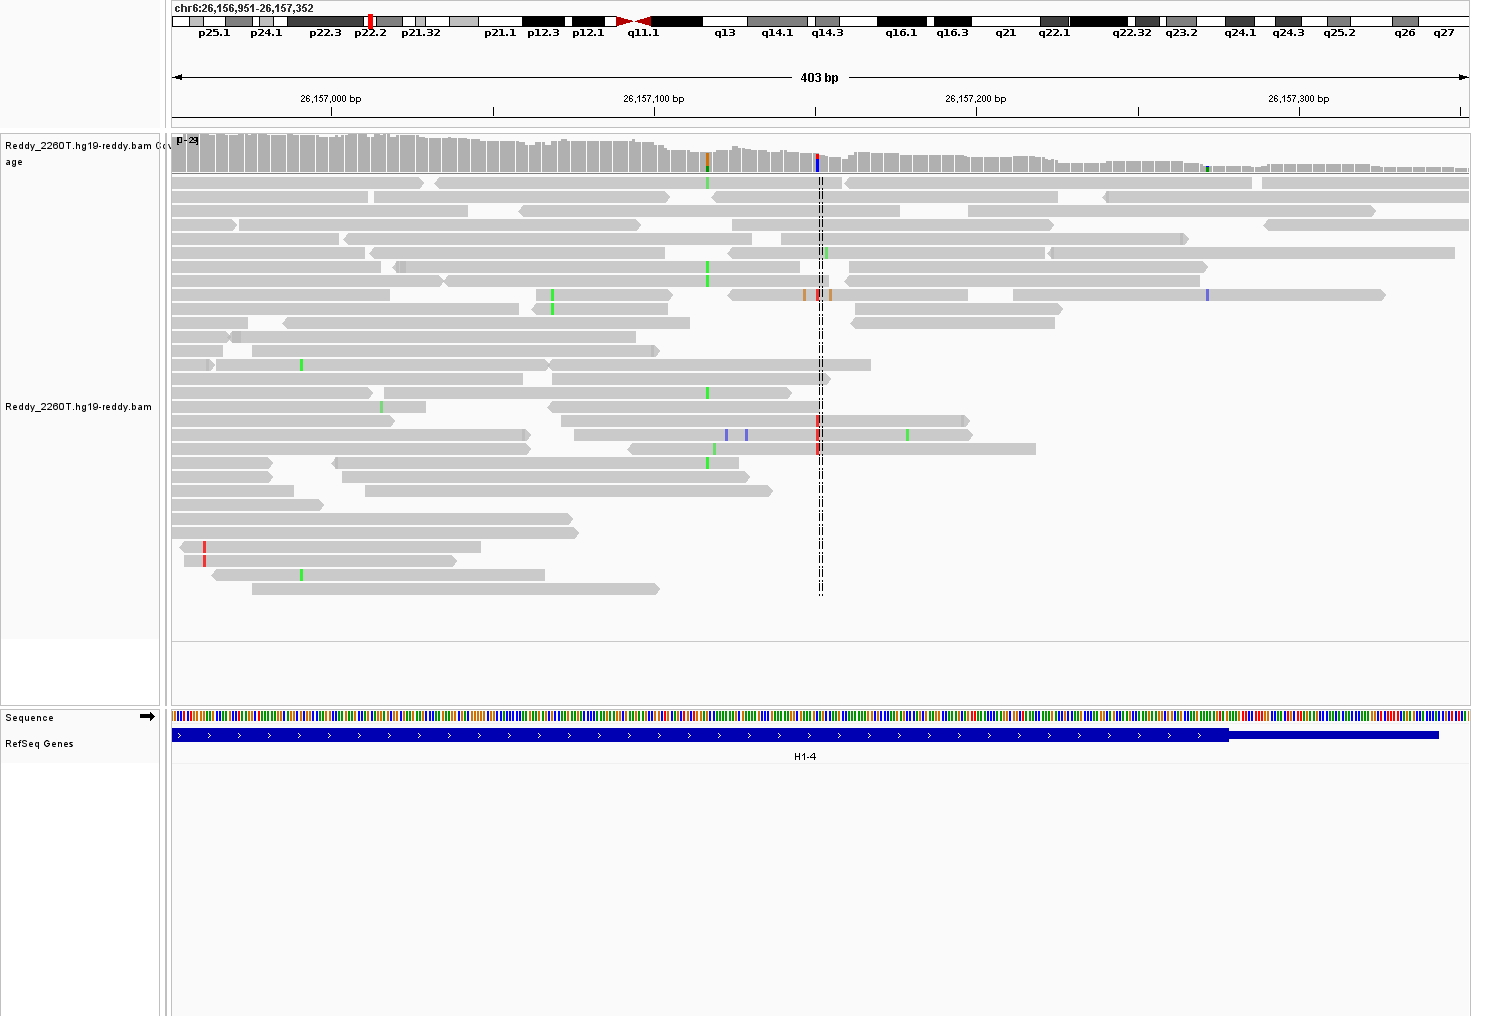 chr6:26,156,951-26,157,352
p25.1 p24.1 p22.3 p22.2 p21.32 p21.1 p12.3 p12.1 q11.1 q13 q14.1 q14.3 q16.1 q16.3 q21 q22.1 q22.32 q23.2 q24.1 q24.3 q25.2 q26 q27
403 bp
26,157,000 bp 26,157,100 bp 26,157,200 bp 26,157,300 bp
Reddy_2260T.hg19-reddy.bam Cov
age
[0-29]
Reddy_2260T.hg19-reddy.bam
Sequence
RefSeq Genes
H1-4